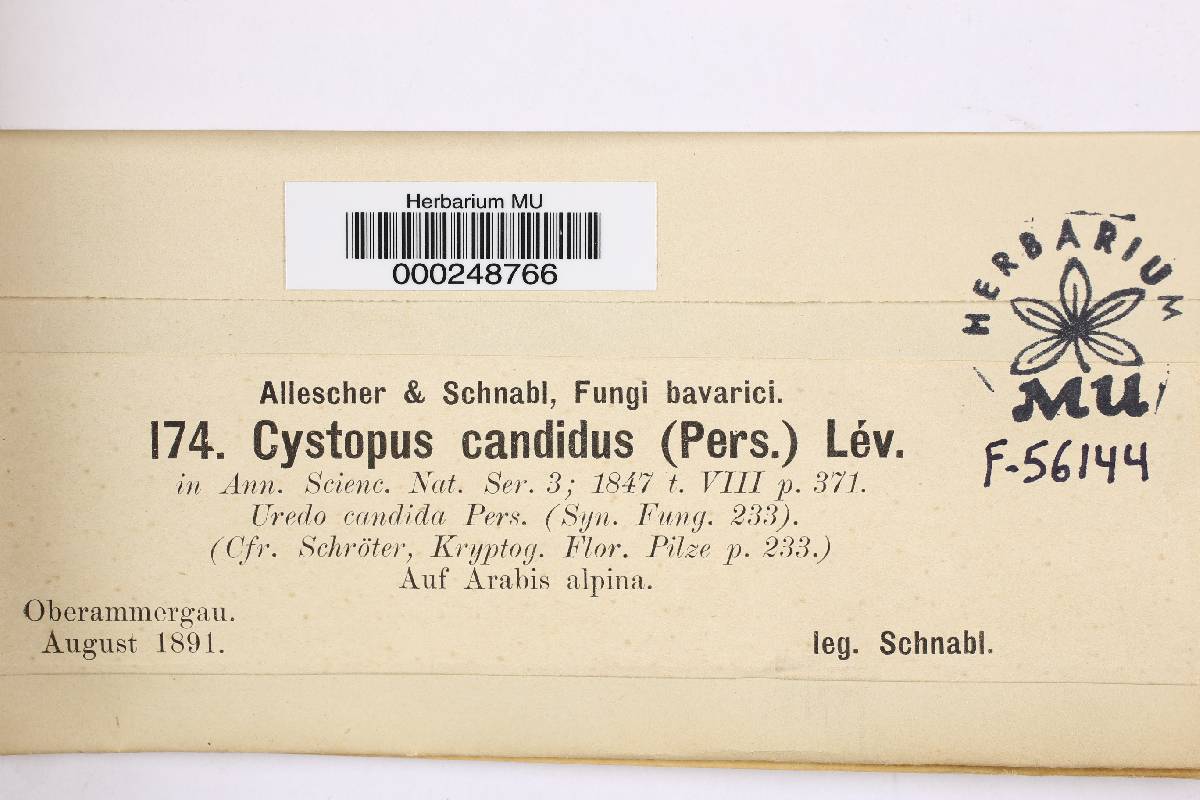 Herbarium MU
000248766
HERBARIUM
MU
F-56144
Allescher & Schnabl, Fungi bavarici.
174. Cystopus candidus (Pers.) Lév.
in Ann. Scienc. Nat. Ser. 3; 1847 t. VIII p. 371.
Uredo candida Pers. (Syn. Fung. 233).
(Cfr. Schröter, Kryptog. Flor. Pilze p. 233.)
Auf Arabis alpina.
Oberammergau.
August 1891.
leg. Schnabl.